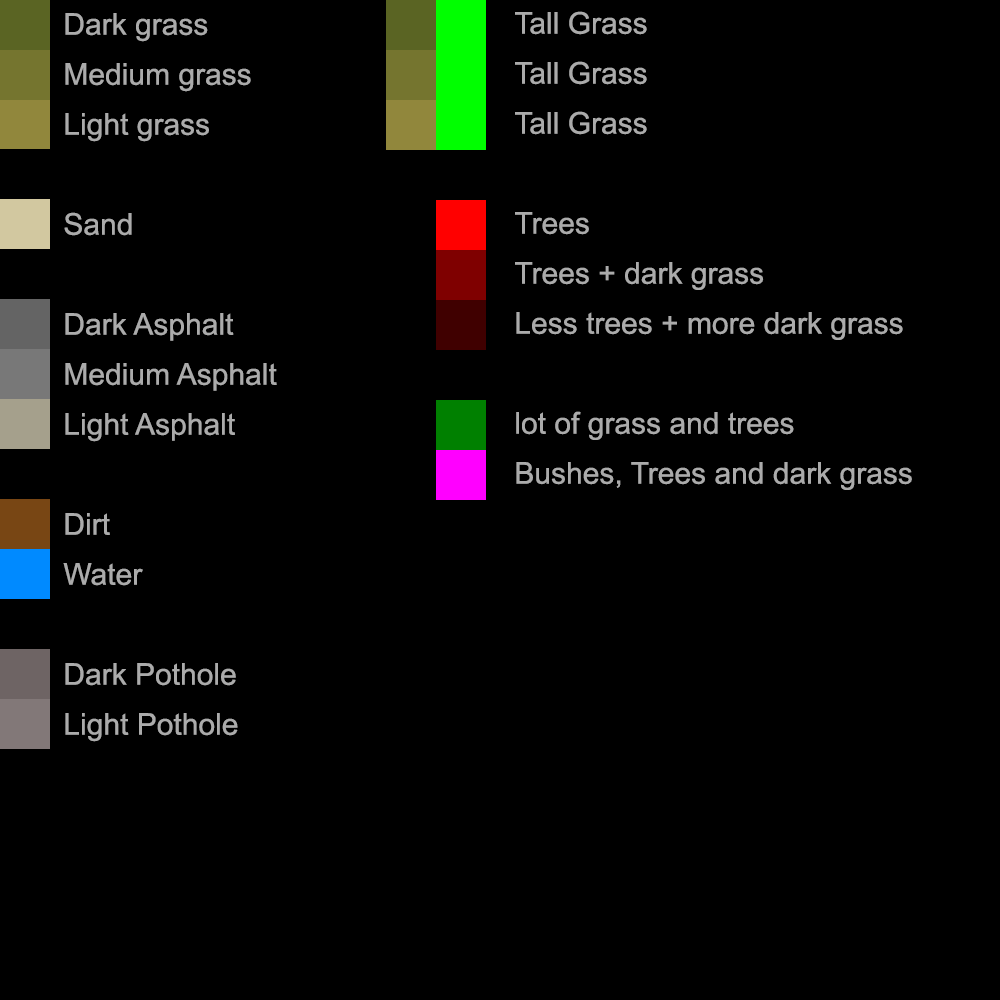 Dark grass
Medium grass
Light grass
Sand
Dark Asphalt
Medium Asphalt
Light Asphalt
Dirt
Water
Dark Pothole
Light Pothole
Tall Grass
Tall Grass
Tall Grass
Trees
Trees + dark grass
Less trees + more dark grass
lot of grass and trees
Bushes, Trees and dark grass